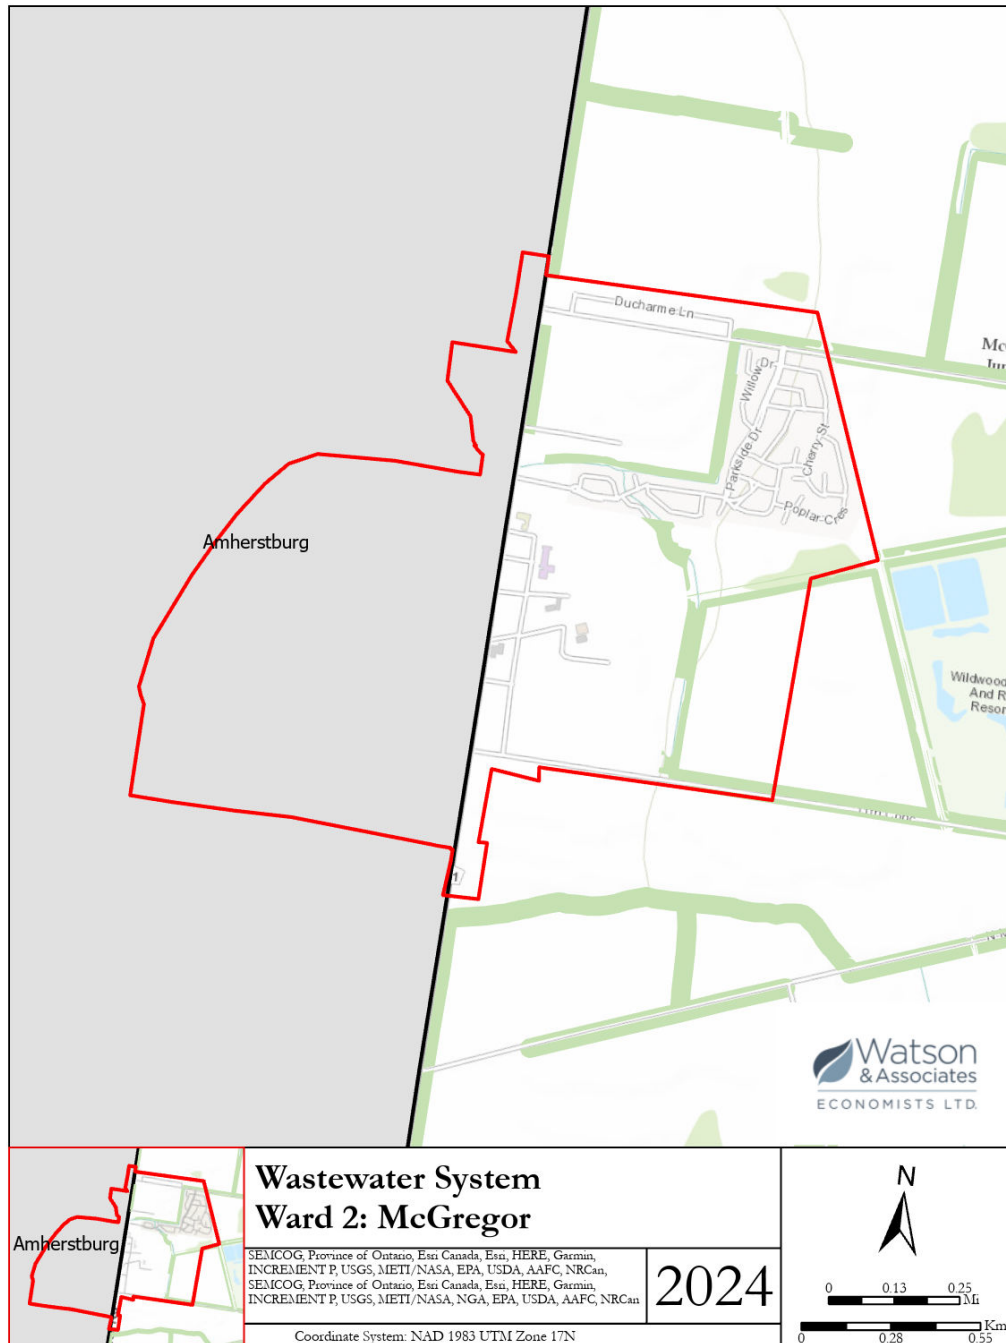 Ducharme Ln
Mc
Willow Dr
Parkside Dr
Cherry St
Poplar Cres
Amherstburg
Wildwood
And R
Resor
1
Watson
& Associates
ECONOMISTS LTD.
Amherstburg
Wastewater System
Ward 2: McGregor
SEMCOG, Province of Ontario, Esri Canada, Esri, HERE, Garmin,
INCREMENT P, USGS, METI/NASA, EPA, USDA, AAFC, NRCan,
SEMCOG, Province of Ontario, Esri Canada, Esri, HERE, Garmin,
INCREMENT P, USGS, METI/NASA, NGA, EPA, USDA, AAFC, NRCan
2024
Coordinate System: NAD 1983 UTM Zone 17N
N
0 0.13 0.25
Mi
Km
0 0.28 0.55